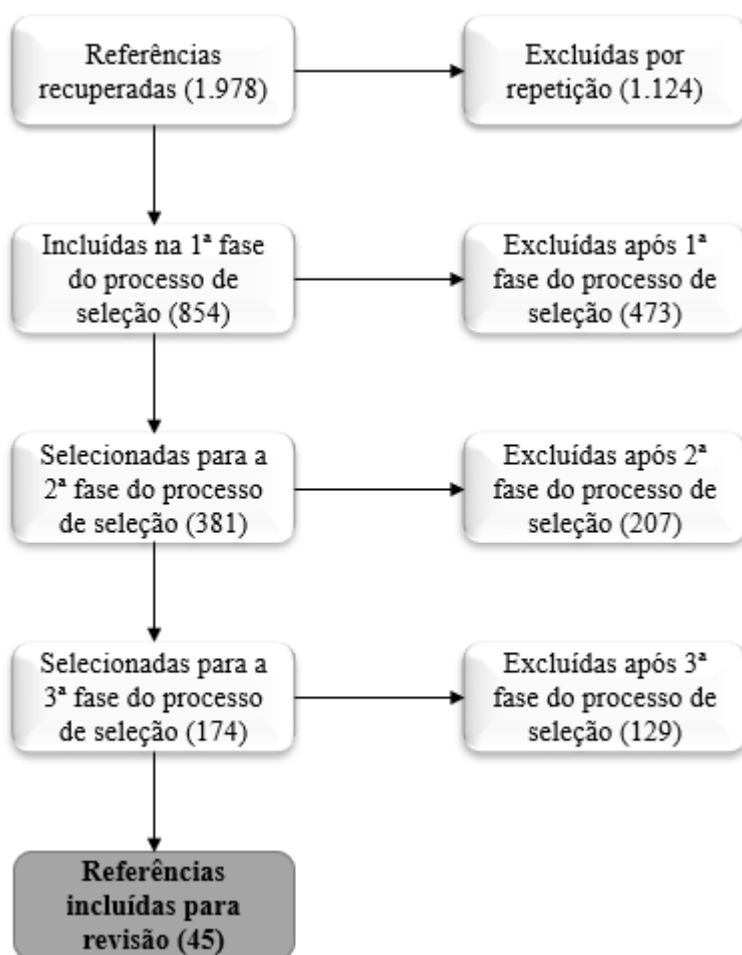 Referências
recuperadas (1.978)
Excluídas por
repetição (1.124)
Incluídas na 1ª fase
do processo de
seleção (854)
Excluídas após 1ª
fase do processo de
seleção (473)
Selecionadas para a
2ª fase do processo
de seleção (381)
Excluídas após 2ª
fase do processo de
seleção (207)
Selecionadas para a
3ª fase do processo
de seleção (174)
Excluídas após 3ª
fase do processo de
seleção (129)
Referências
incluídas para
revisão (45)